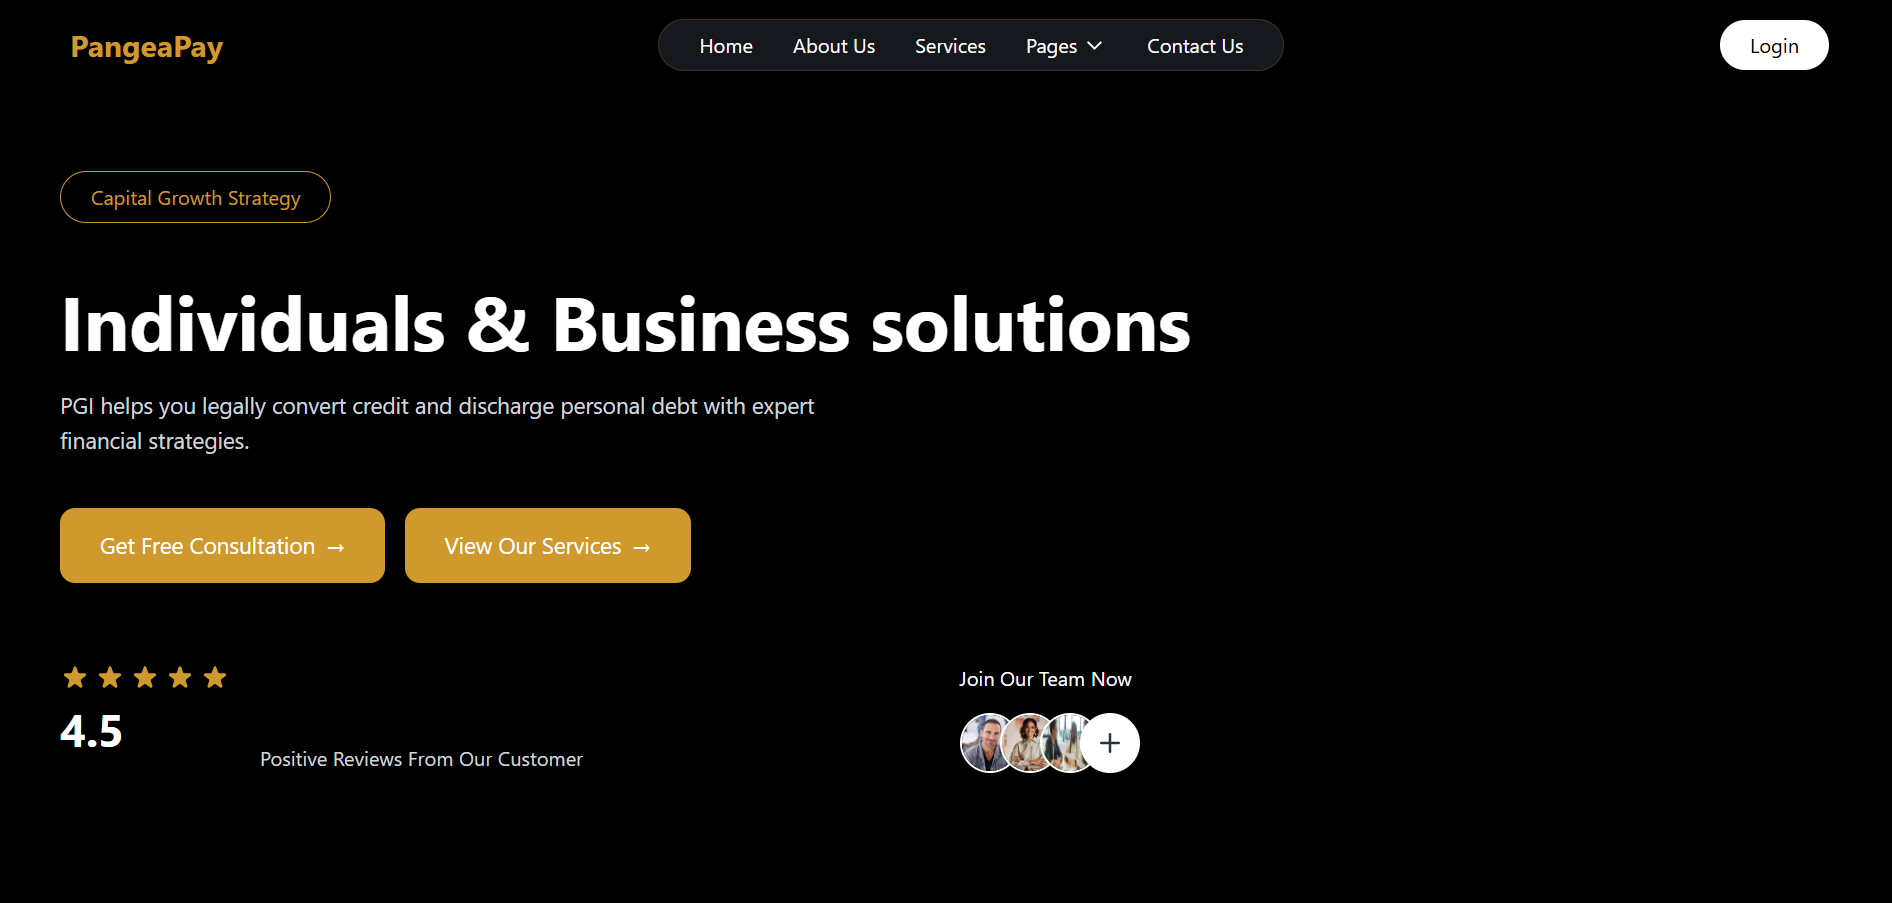 PangeaPay
Home About Us Services Pages Contact Us
Login
Capital Growth Strategy
Individuals & Business solutions
PGI helps you legally convert credit and discharge personal debt with expert
financial strategies.
Get Free Consultation →
View Our Services →
4.5
Positive Reviews From Our Customer
Join Our Team Now